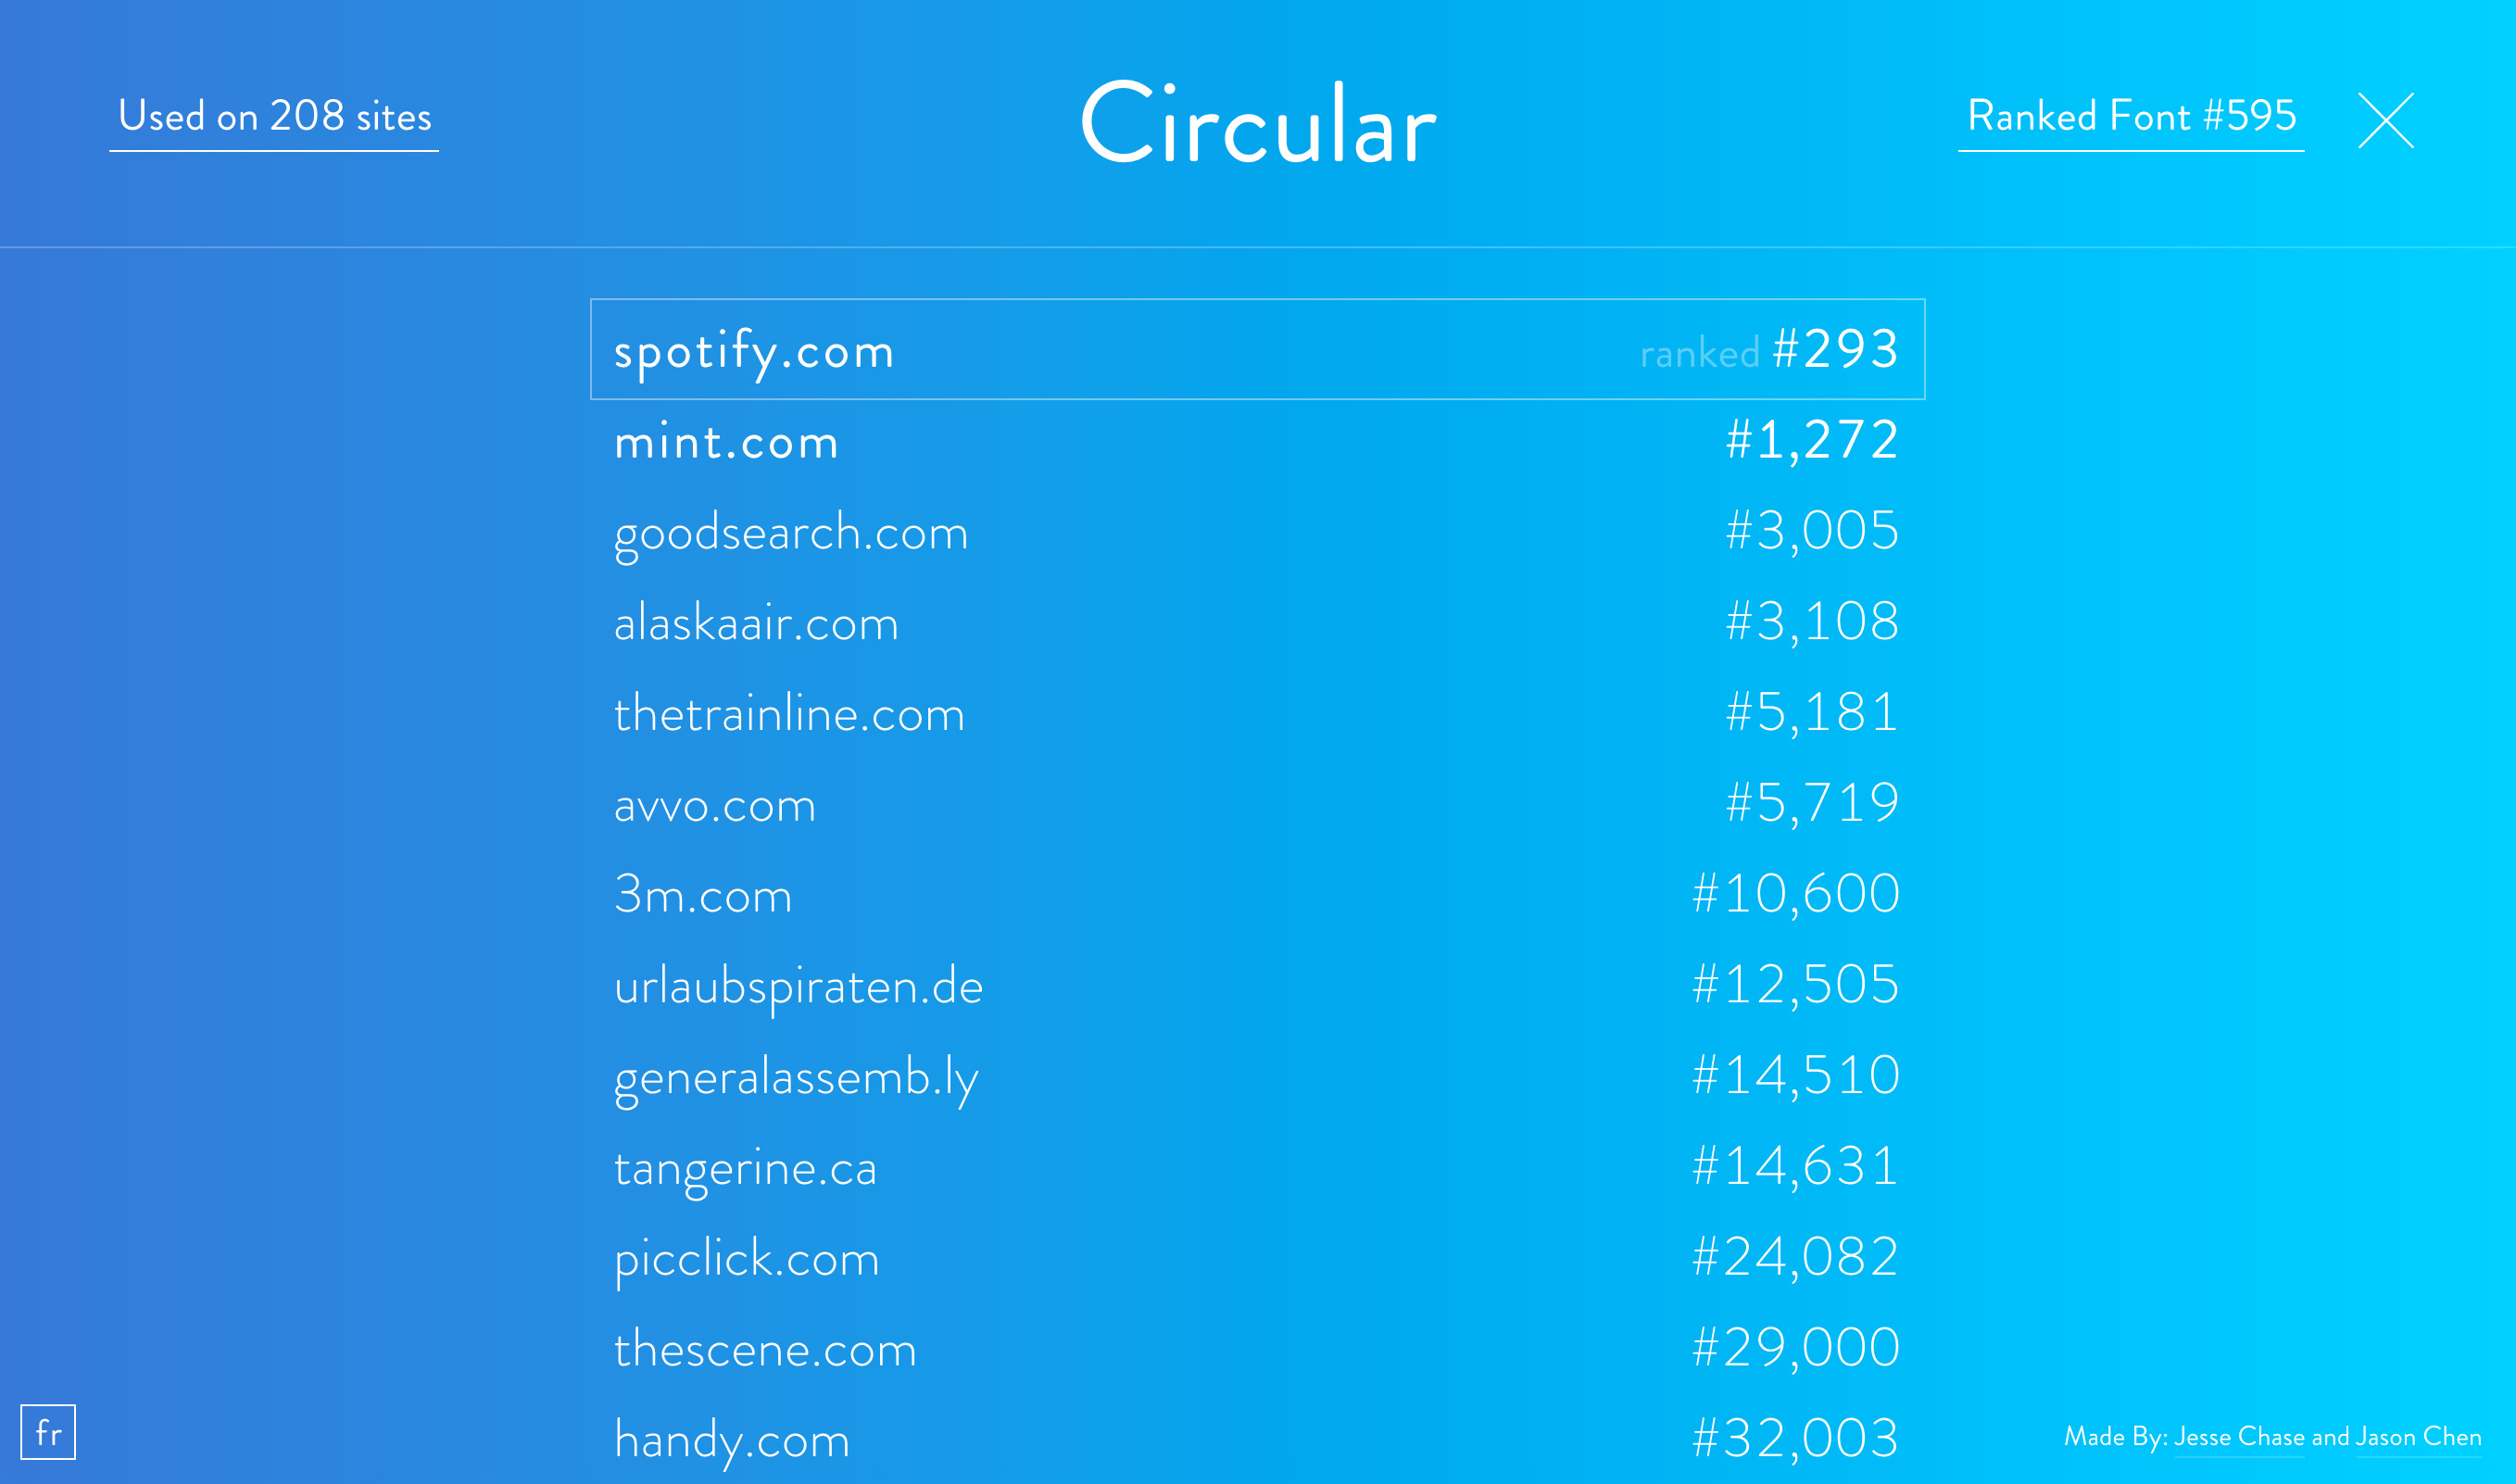 Used on 208 sites
Circular
Ranked Font #595
spotify.com ranked #293
mint.com #1,272
goodsearch.com #3,005
alaskaair.com #3,108
thetrainline.com #5,181
avvo.com #5,719
3m.com #10,600
urlaubspiraten.de #12,505
generalassemb.ly #14,510
tangerine.ca #14,631
picclick.com #24,082
thescene.com #29,000
handy.com #32,003
fr
Made By: Jesse Chase and Jason Chen